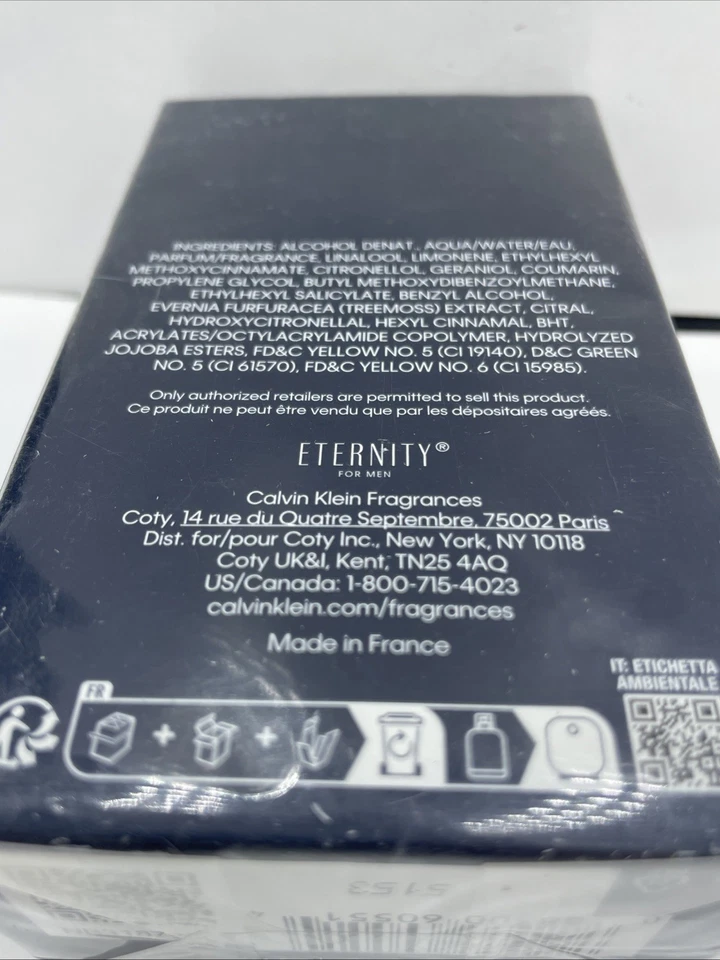 INGREDIENTS: ALCOHOL DENAT., AQUA/WATER/EAU,
PARFUM/FRAGRANCE, LINALOOL, LIMONENE, ETHYLHEXYL
METHOXYCINNAMATE, CITRONELLOL, GERANIOL, COUMARIN,
PROPYLENE GLYCOL, BUTYL METHOXYDIBENZOYLMETHANE,
ETHYLHEXYL SALICYLATE, BENZYL ALCOHOL,
EVERNIA FURFURACEA (TREEMOSS) EXTRACT, CITRAL,
HYDROXYCITRONELLAL, HEXYL CINNAMAL, BHT,
ACRYLATES/OCTYLACRYLAMIDE COPOLYMER, HYDROLYZED
JOJOBA ESTERS, FD&C YELLOW NO. 5 (CI 19140), D&C GREEN
NO. 5 (CI 61570), FD&C YELLOW NO. 6 (CI 15985).
Only authorized retailers are permitted to sell this product.
Ce produit ne peut être vendu que par les dépositaires agréés.
ETERNITY®
FOR MEN
Calvin Klein Fragrances
Coty, 14 rue du Quatre Septembre, 75002 Paris
Dist. for/pour Coty Inc., New York, NY 10118
Coty UK&I, Kent, TN25 4AQ
US/Canada: 1-800-715-4023
calvinklein.com/fragrances
Made in France
IT: ETICHETTA
AMBIENTALE
FR
5153